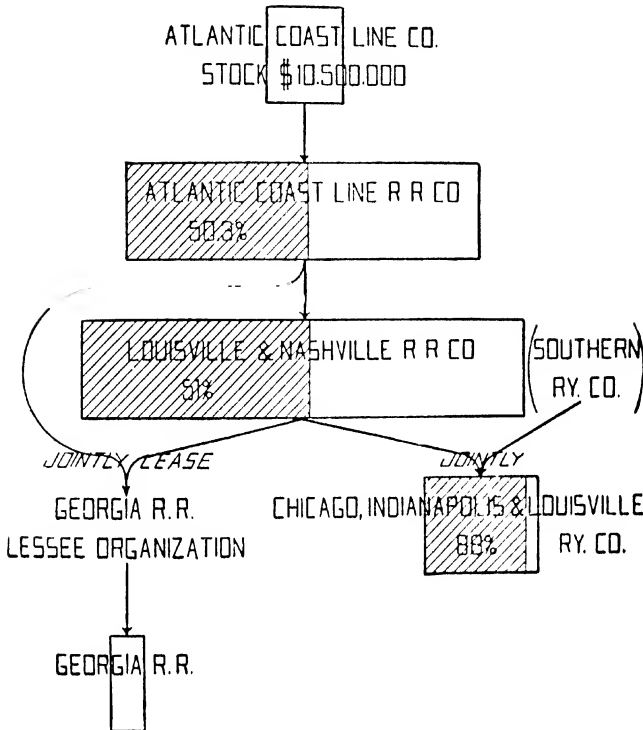 ATLANTIC COAST LINE CO.
STOCK $10.500.000
ATLANTIC COAST LINE R R CO
50.3%
LOUISVILLE & NASHVILLE R R CO
51%
(SOUTHERN
RY. CO.)
JOINTLY LEASE
JOINTLY
GEORGIA R.R.
LESSEE ORGANIZATION
CHICAGO, INDIANAPOLIS & LOUISVILLE
88%
RY. CO.
GEORGIA R.R.